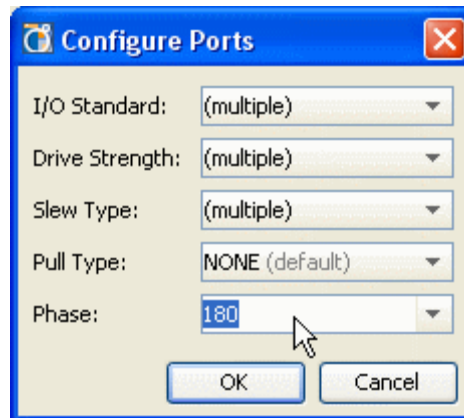 Configure Ports
I/O Standard: (multiple)
Drive Strength: (multiple)
Slew Type: (multiple)
Pull Type: NONE (default)
Phase: 180
OK Cancel